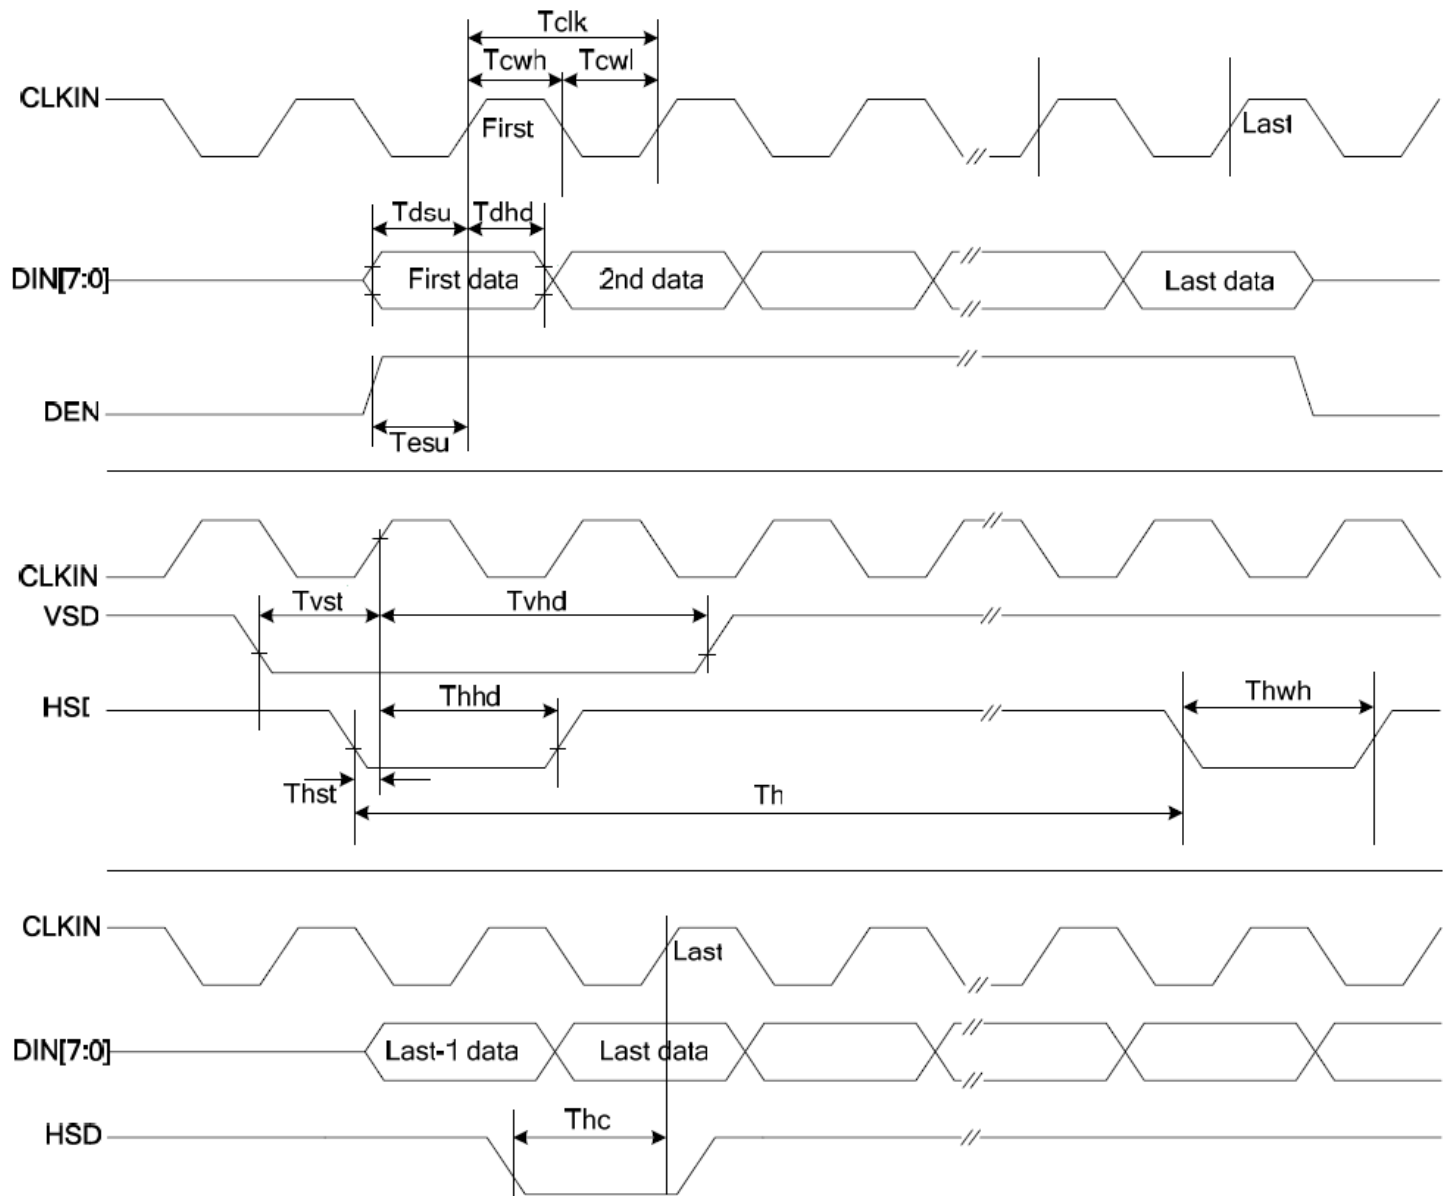 Tclk
Tcwh Tcwl
CLKIN
First
Last
Tdsu Tdhd
DIN[7:0]
First data
2nd data
Last data
DEN
Tesu
CLKIN
Tvst
Tvhd
VSD
Thhd
Thwh
HSI
Thst
Th
CLKIN
Last
DIN[7:0]
Last-1 data
Last data
Thc
HSD